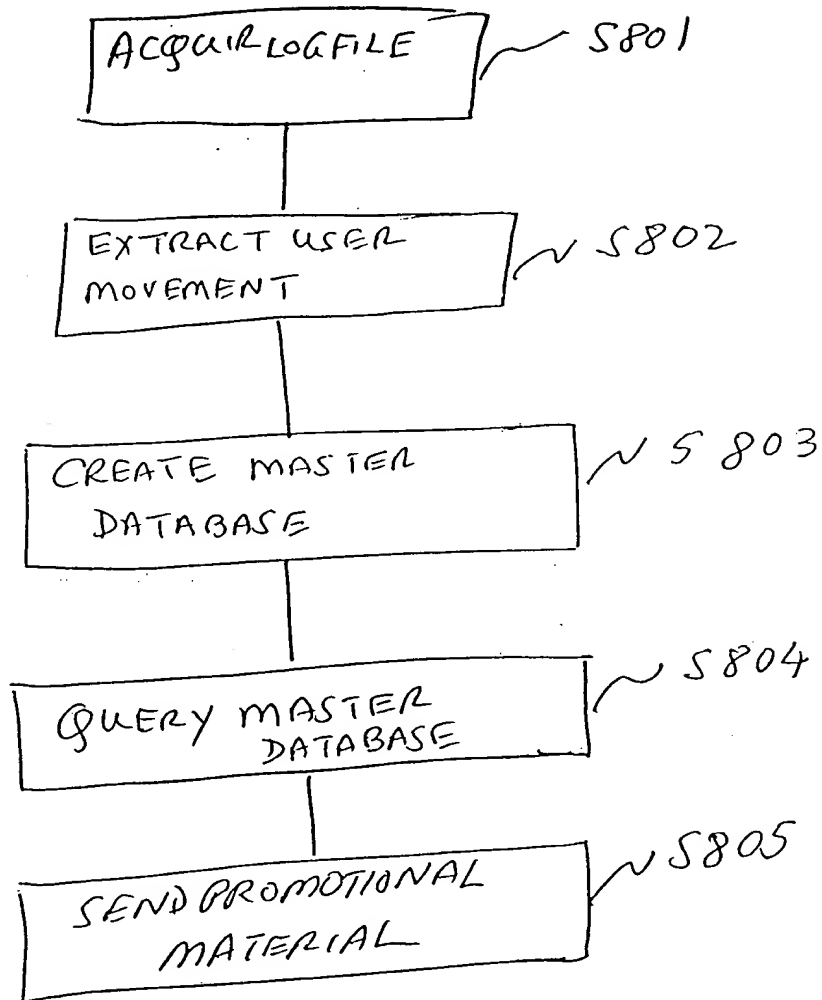 ACQUIR LOGFILE
S801
EXTRACT USER
MOVEMENT
S802
CREATE MASTER
DATABASE
S803
QUERY MASTER
DATABASE
S804
SEND PROMOTIONAL
MATERIAL
S805